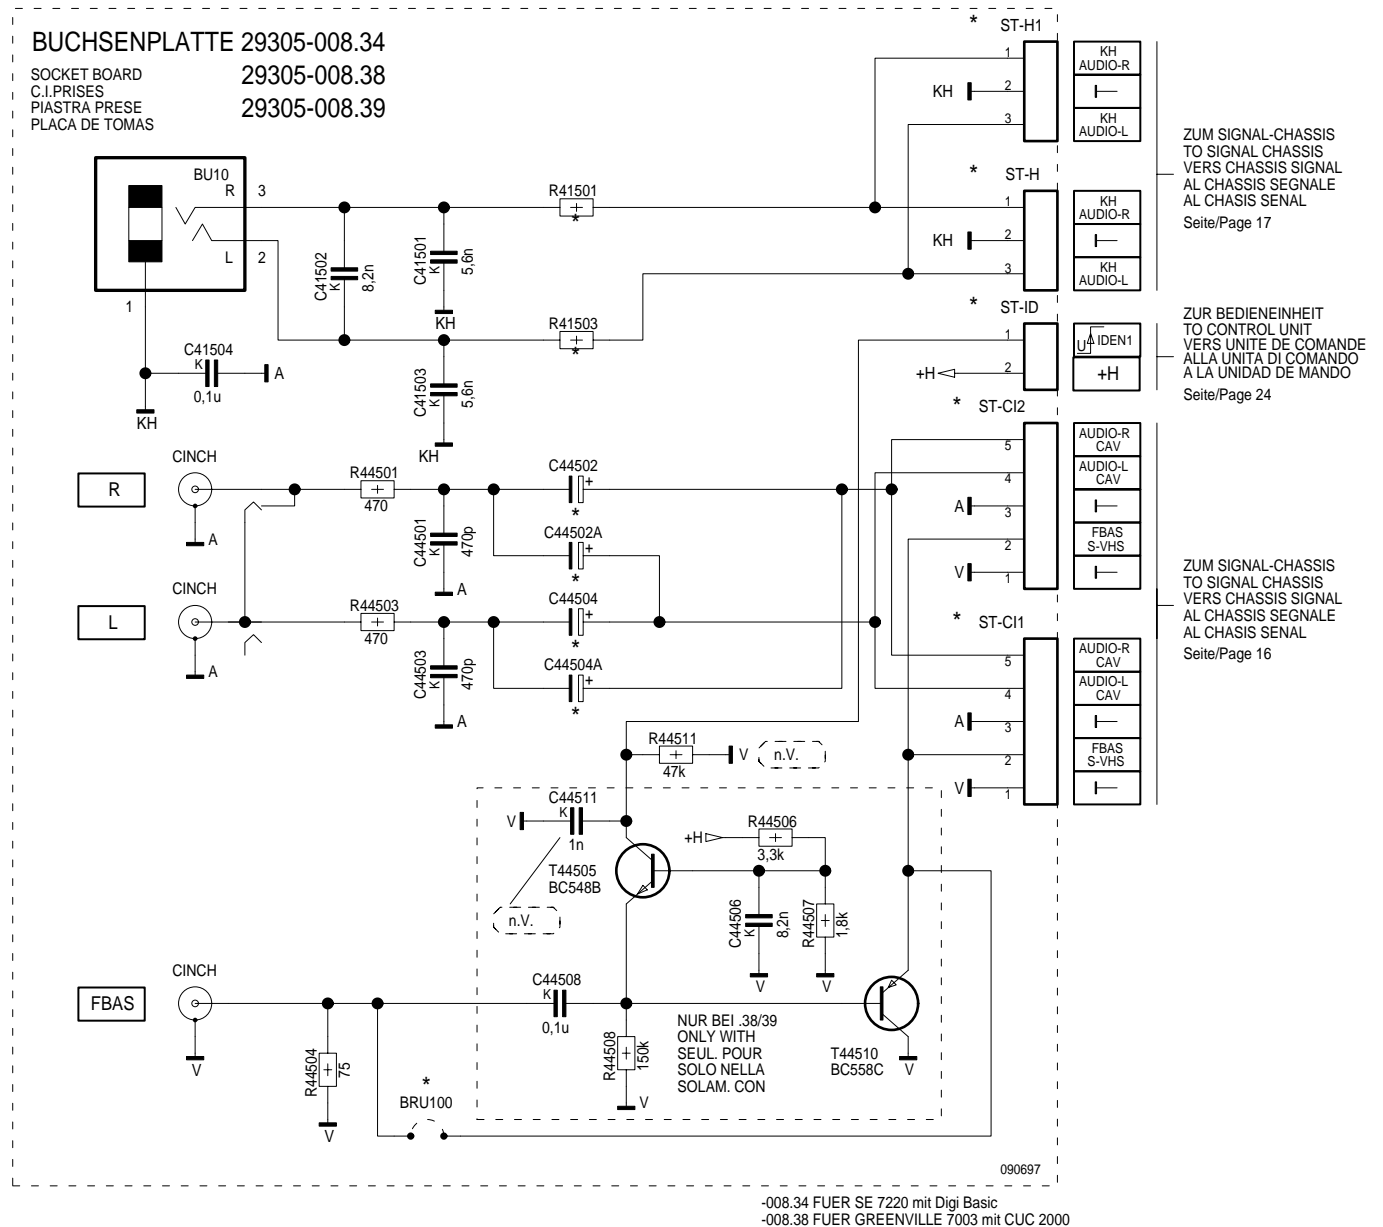 BUCHSENPLATTE 29305-008.34
SOCKET BOARD 29305-008.38
C.I.PRISES
PIASTRA PRESE 29305-008.39
PLACA DE TOMAS
* ST-H1
1
KH 2
3
KH
AUDIO-R
KH
AUDIO-L
ZUM SIGNAL-CHASSIS
TO SIGNAL CHASSIS
VERS CHASSIS SIGNAL
AL CHASSIS SEGNALE
AL CHASIS SENAL
Seite/Page 17
BU10
R 3
L 2
1
C41502
K
8,2n
C41501
K
5,6n
KH
R41501
*
* ST-H
1
KH 2
3
KH
AUDIO-R
KH
AUDIO-L
R41503
*
C41503
K
5,6n
KH
C41504
K
0,1u
A
KH
* ST-ID
1
+H 2
U IDEN1
+H
ZUR BEDIENEINHEIT
TO CONTROL UNIT
VERS UNITE DE COMANDE
ALLA UNITA DI COMANDO
A LA UNIDAD DE MANDO
Seite/Page 24
* ST-CI2
5
4
A 3
2
V 1
AUDIO-R
CAV
AUDIO-L
CAV
FBAS
S-VHS
R
CINCH
A
R44501
470
C44501
K
470p
A
C44502
+
*
C44502A
+
*
L
CINCH
A
R44503
470
C44503
K
470p
A
C44504
+
*
C44504A
+
*
ZUM SIGNAL-CHASSIS
TO SIGNAL CHASSIS
VERS CHASSIS SIGNAL
AL CHASSIS SEGNALE
AL CHASIS SENAL
Seite/Page 16
* ST-CI1
5
4
A 3
2
V 1
AUDIO-R
CAV
AUDIO-L
CAV
FBAS
S-VHS
R44511
47k
V n.V.
C44511
V K
1n
n.V.
T44505
BC548B
+H
R44506
3,3k
C44506
K
8,2n
V
R44507
1,8k
V
FBAS
CINCH
V
R44504
75
V
C44508
K
0,1u
R44508
150k
V
NUR BEI .38/39
ONLY WITH
SEUL. POUR
SOLO NELLA
SOLAM. CON
T44510
BC558C
V
*
BRU100
090697
-008.34 FUER SE 7220 mit Digi Basic
-008.38 FUER GREENVILLE 7003 mit CUC 2000